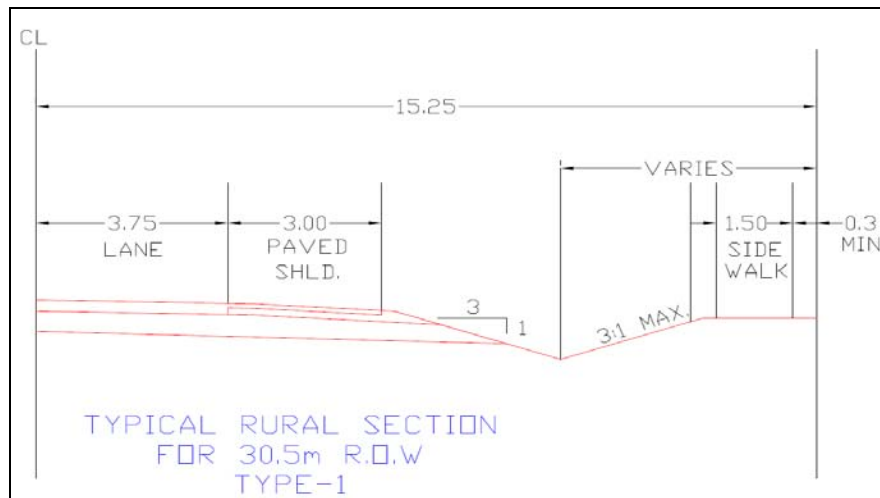 CL
15.25
VARIES
3.75
LANE
3.00
PAVED
SHLD.
1.50
SIDE
WALK
0.3
MIN
3
1
3:1 MAX.
TYPICAL RURAL SECTION
FOR 30.5m R.O.W
TYPE-1